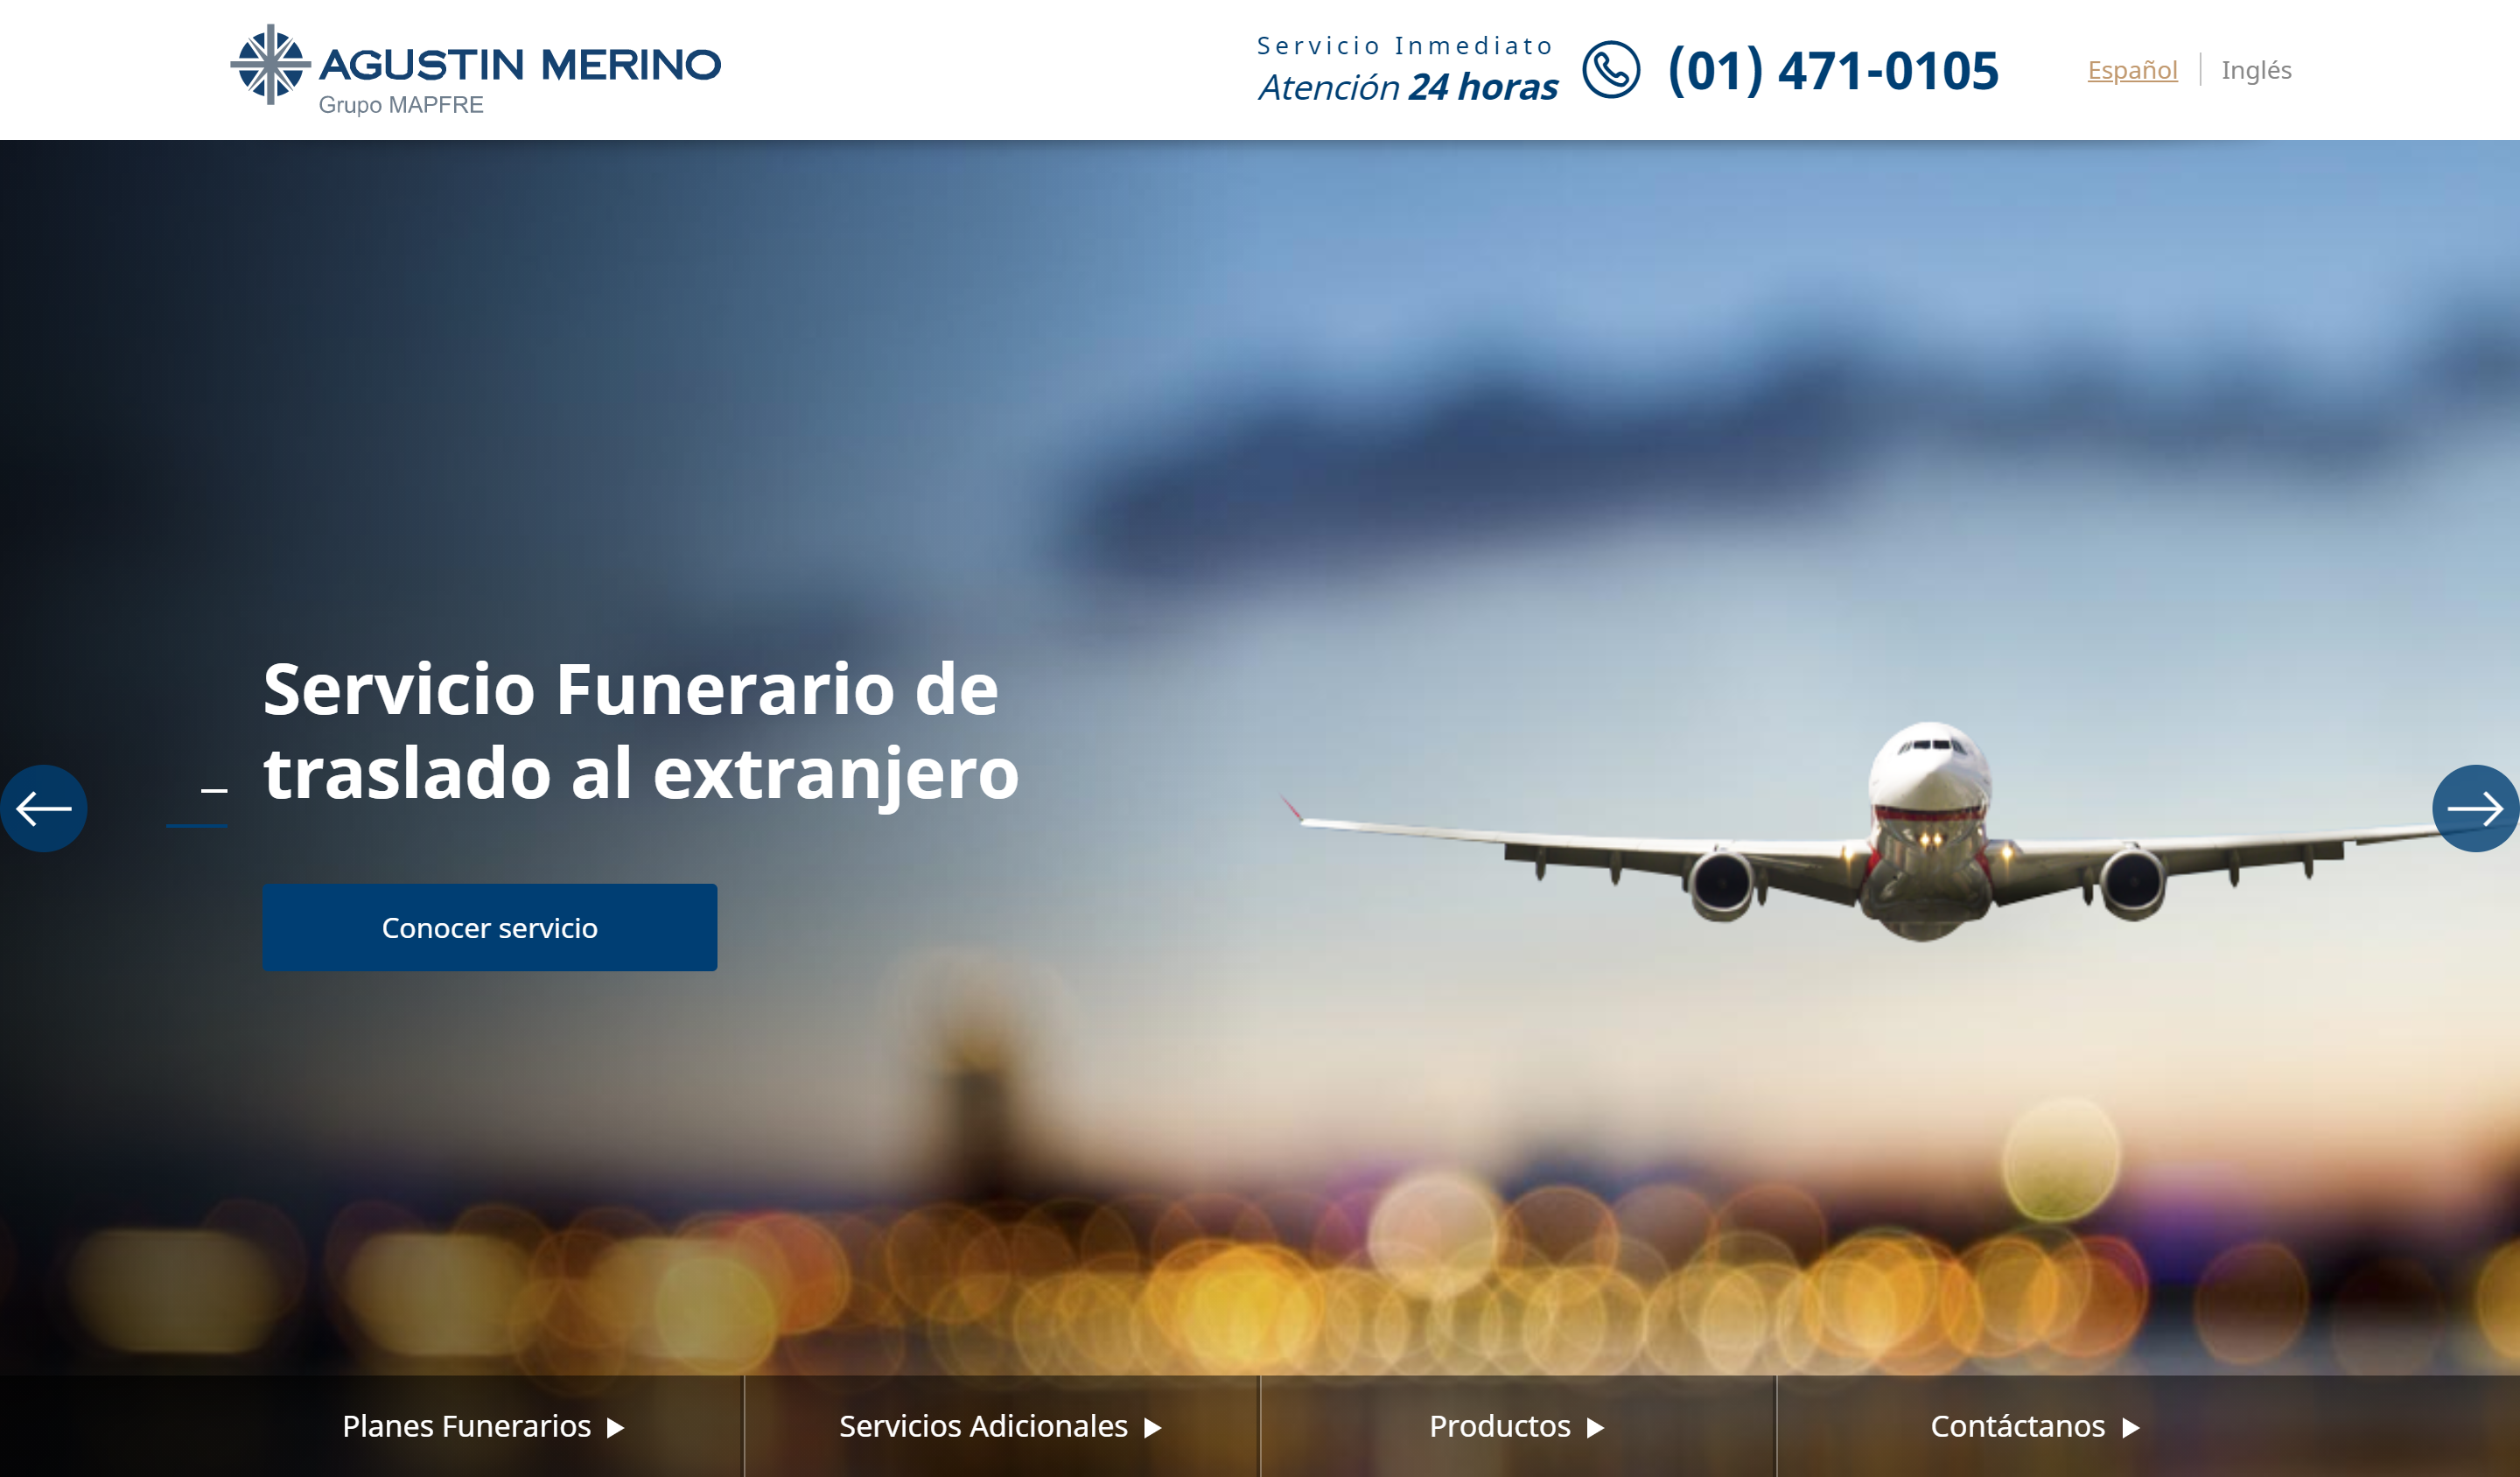 AGUSTIN MERINO
Grupo MAPFRE
Servicio Inmediato
Atención 24 horas
(01) 471-0105
Español
Inglés
Servicio Funerario de
traslado al extranjero
Conocer servicio
Planes Funerarios
Servicios Adicionales
Productos
Contáctanos